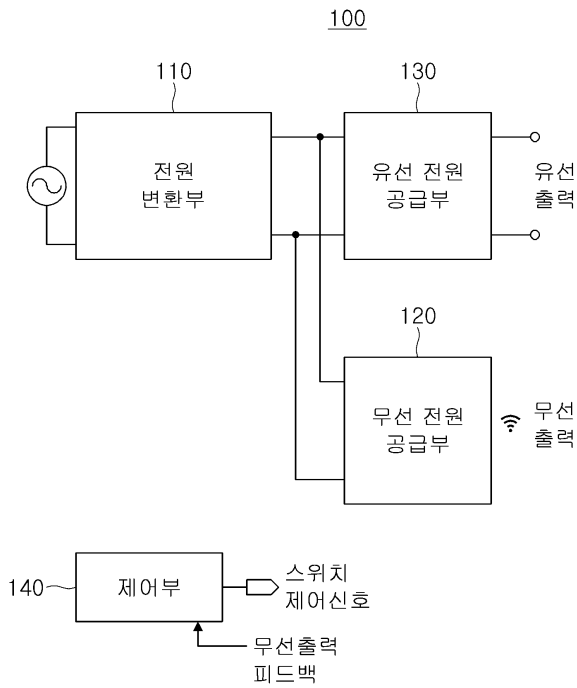 100
110
130
전원
변환부
유선 전원
공급부
유선
출력
120
무선 전원
공급부
무선
출력
140
제어부
스위치
제어신호
무선출력
피드백